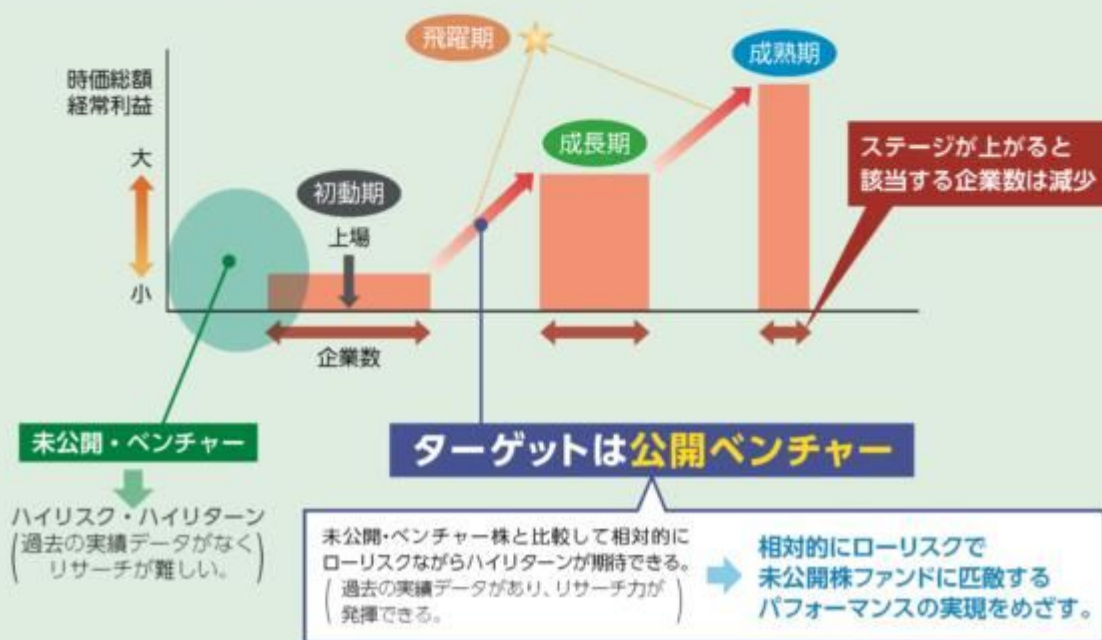 飛躍期
成熟期
時価総額
経常利益
大
小
初動期
上場
成長期
ステージが上がると
該当する企業数は減少
企業数
未公開・ベンチャー
ハイリスク・ハイリターン
(過去の実績データがなく
リサーチが難しい。)
ターゲットは公開ベンチャー
未公開・ベンチャー株と比較して相対的に
ローリスクながらハイリターンが期待できる。
(過去の実績データがあり、リサーチ力が
発揮できる。)
相対的にローリスクで
未公開株ファンドに匹敵する
パフォーマンスの実現をめざす。